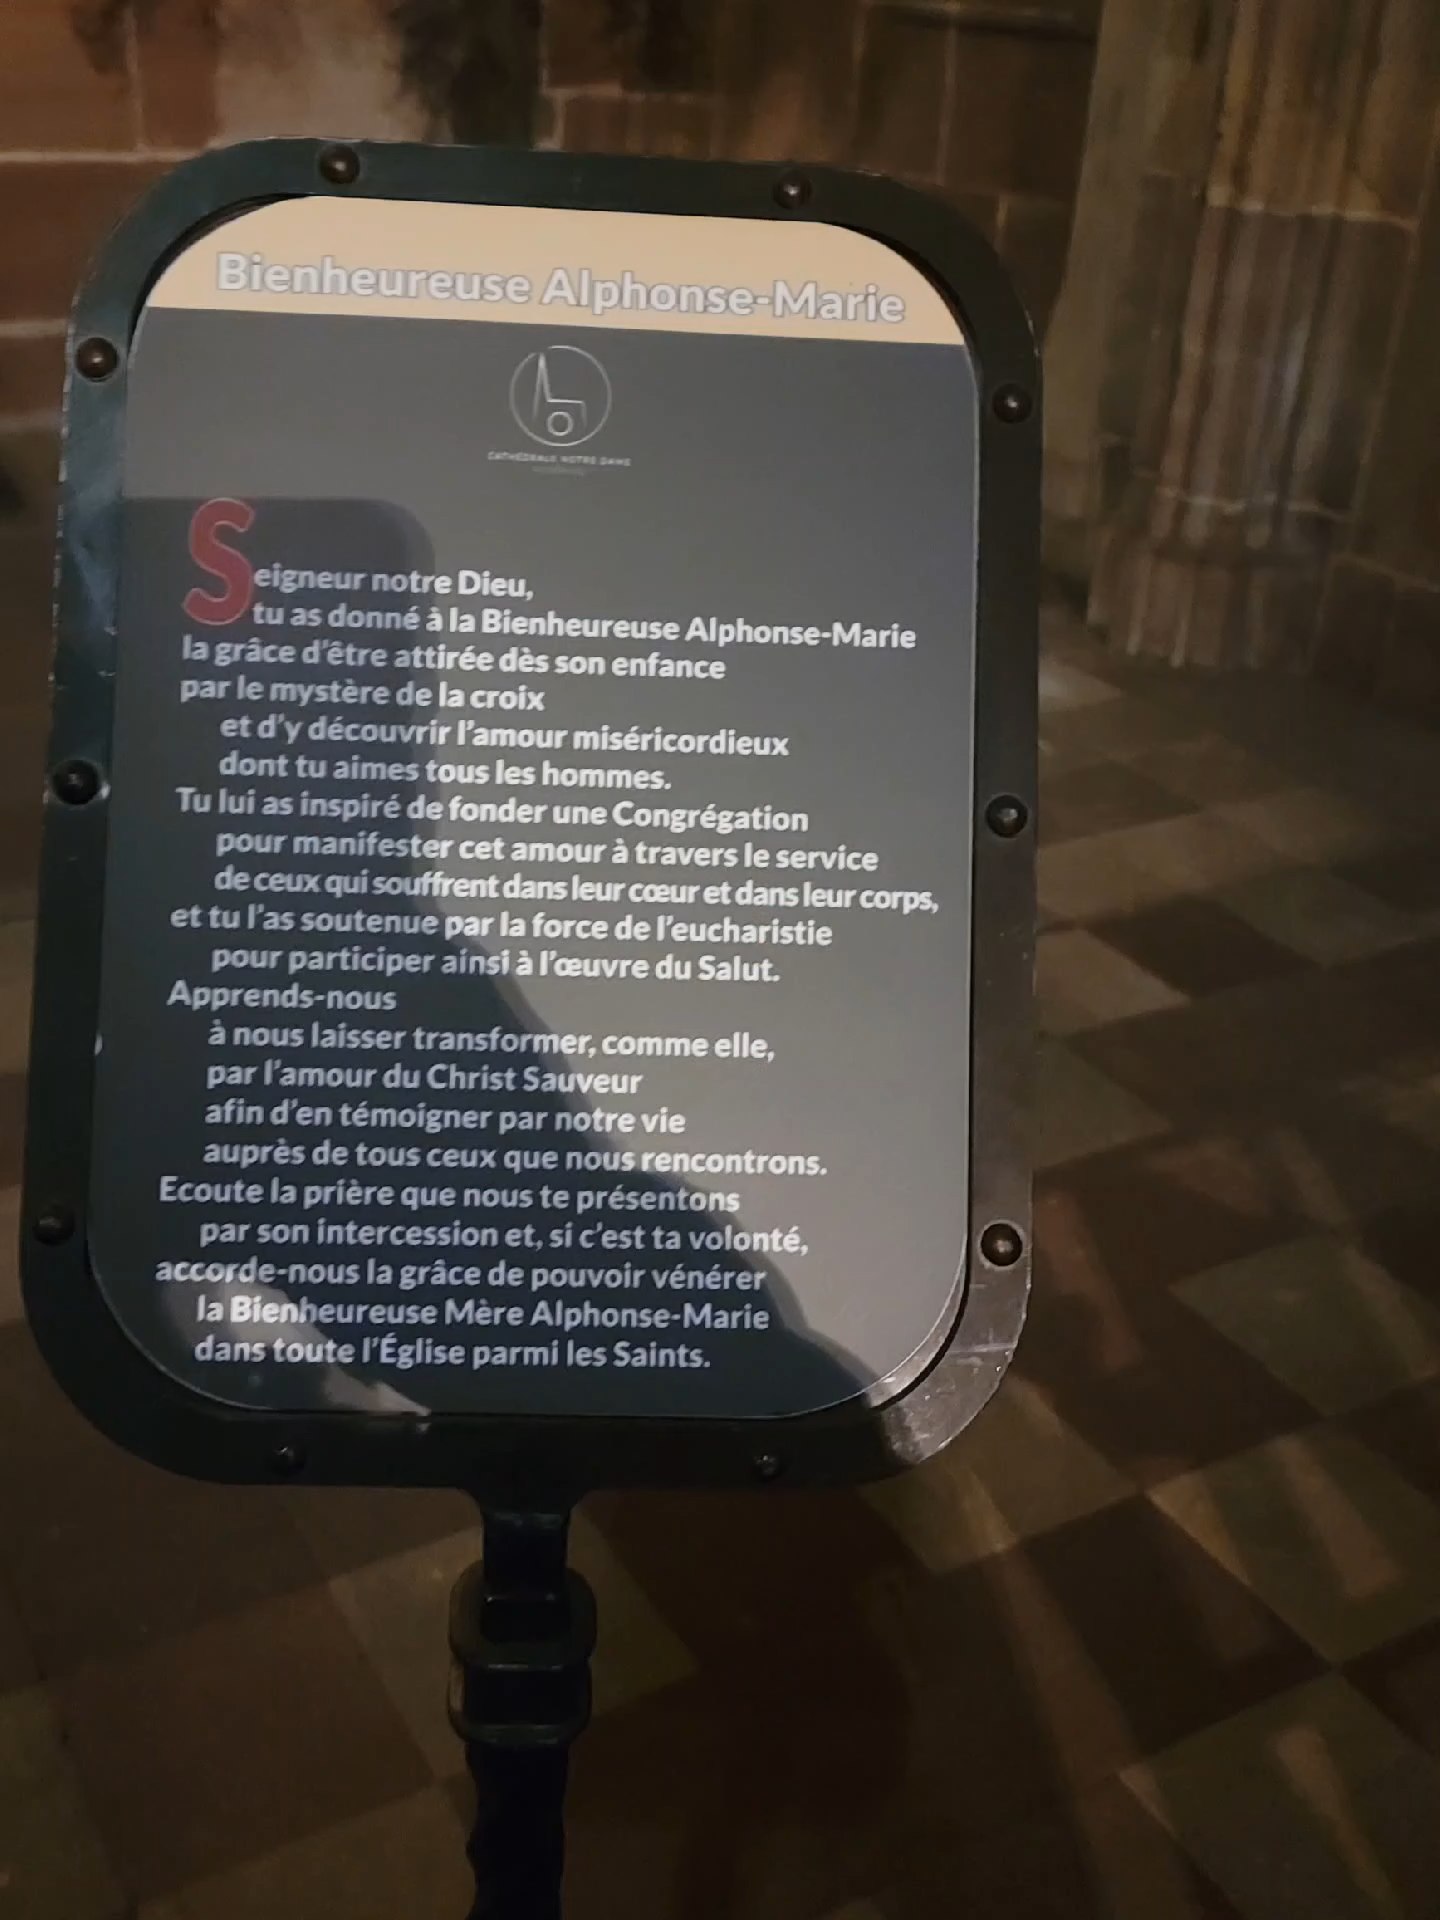 Bienheureuse Alphonse-Marie
CATHÉDRALE NOTRE DAME
Seigneur notre Dieu,
tu as donné à la Bienheureuse Alphonse-Marie
la grâce d'être attirée dès son enfance
par le mystère de la croix
et d'y découvrir l'amour miséricordieux
dont tu aimes tous les hommes.
Tu lui as inspiré de fonder une Congrégation
pour manifester cet amour à travers le service
de ceux qui souffrent dans leur cœur et dans leur corps,
et tu l'as soutenue par la force de l'eucharistie
pour participer ainsi à l'œuvre du Salut.
Apprends-nous
à nous laisser transformer, comme elle,
par l'amour du Christ Sauveur
afin d'en témoigner par notre vie
auprès de tous ceux que nous rencontrons.
Ecoute la prière que nous te présentons
par son intercession et, si c'est ta volonté,
accorde-nous la grâce de pouvoir vénérer
la Bienheureuse Mère Alphonse-Marie
dans toute l'Église parmi les Saints.